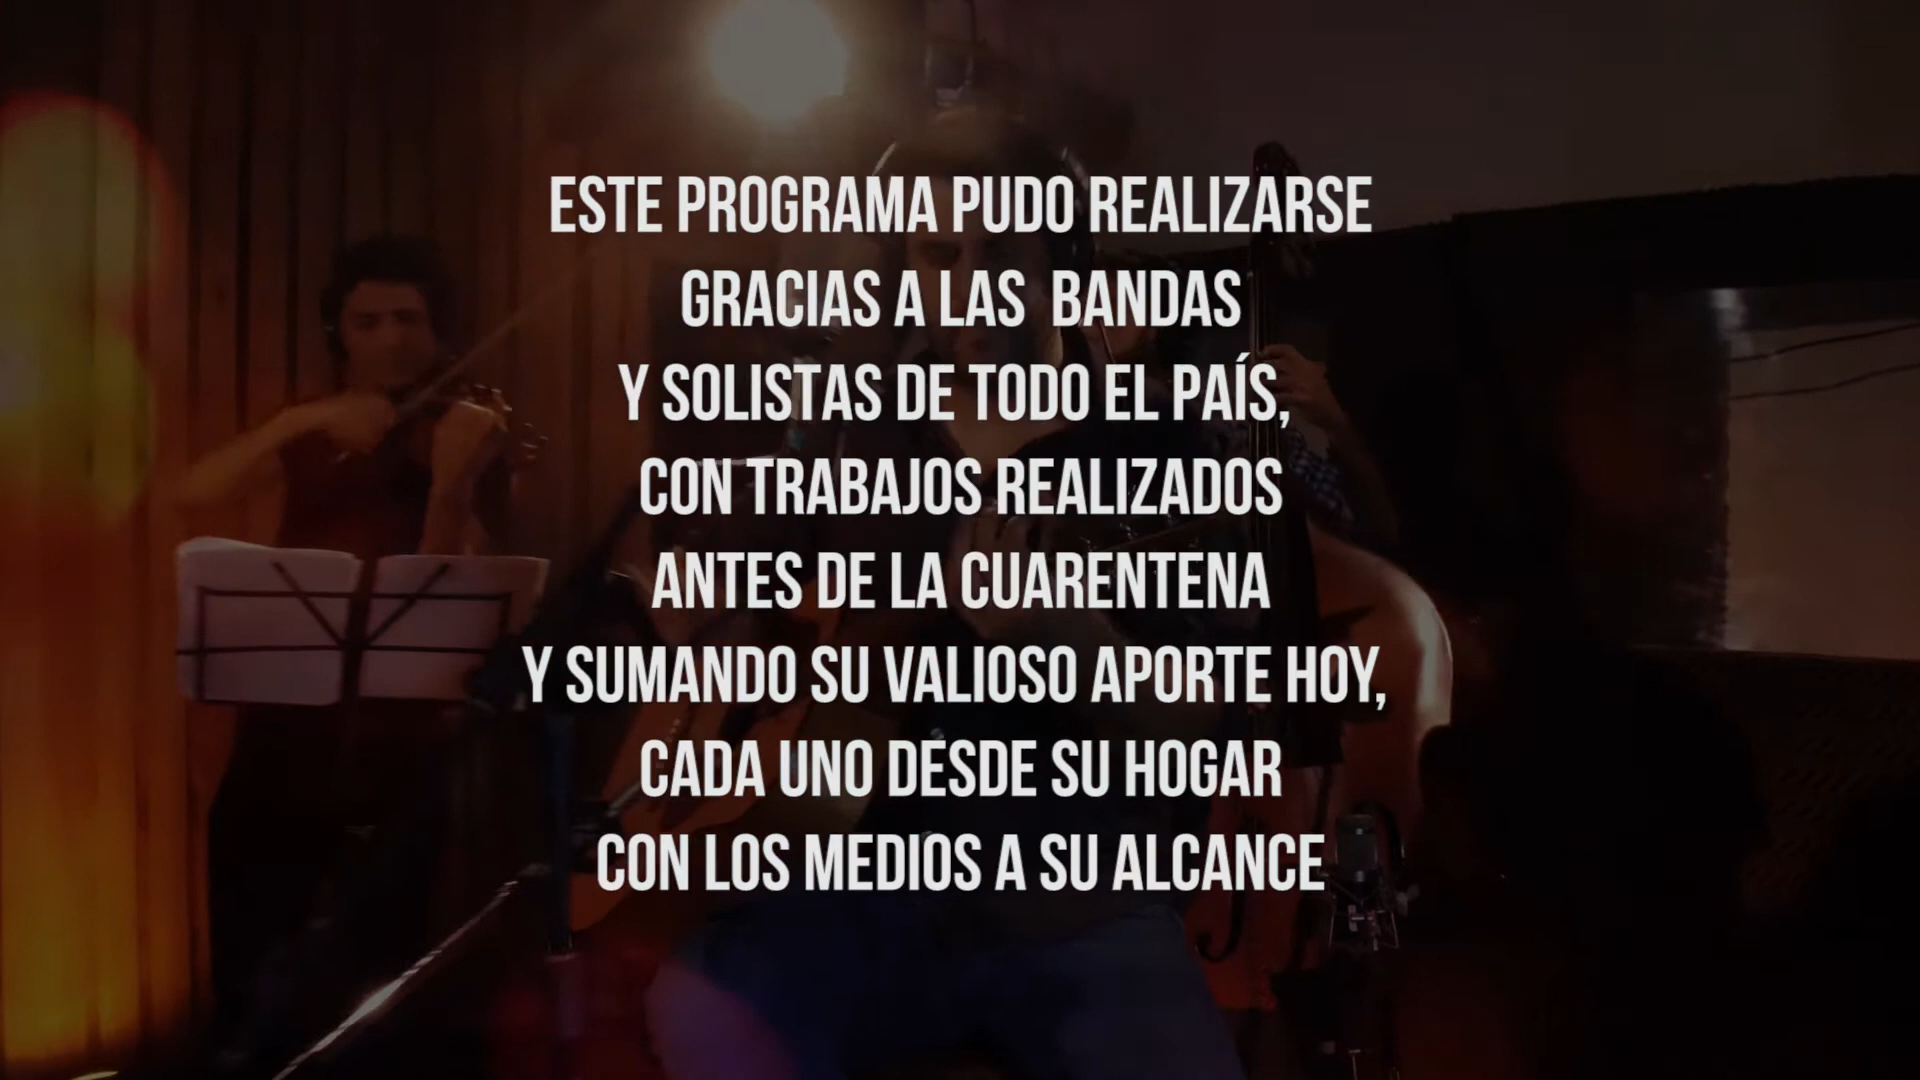 ESTE PROGRAMA PUDO REALIZARSE
GRACIAS A LAS BANDAS
Y SOLISTAS DE TODO EL PAÍS,
CON TRABAJOS REALIZADOS
ANTES DE LA CUARENTENA
Y SUMANDO SU VALIOSO APORTE HOY,
CADA UNO DESDE SU HOGAR
CON LOS MEDIOS A SU ALCANCE